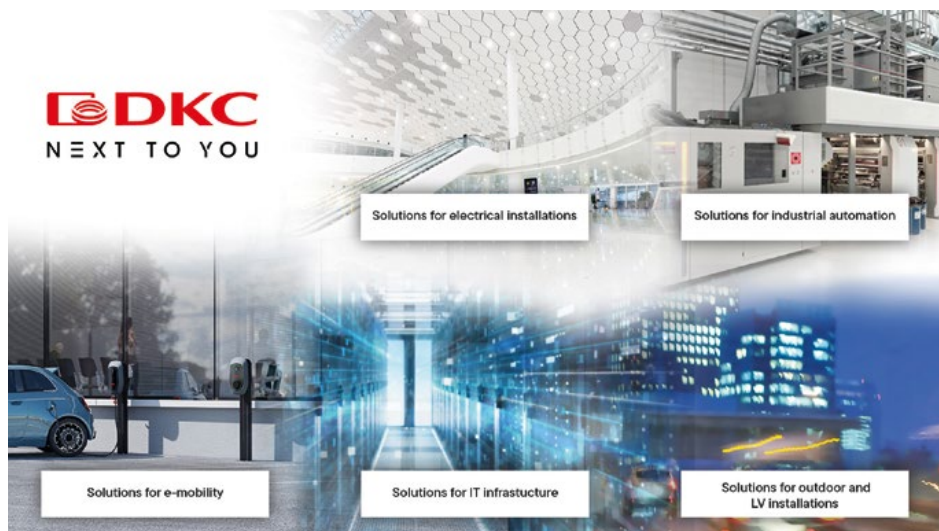 DKC
NEXT TO YOU
Solutions for electrical installations
Solutions for industrial automation
Solutions for e-mobility
Solutions for IT infrastucture
Solutions for outdoor and
LV installations